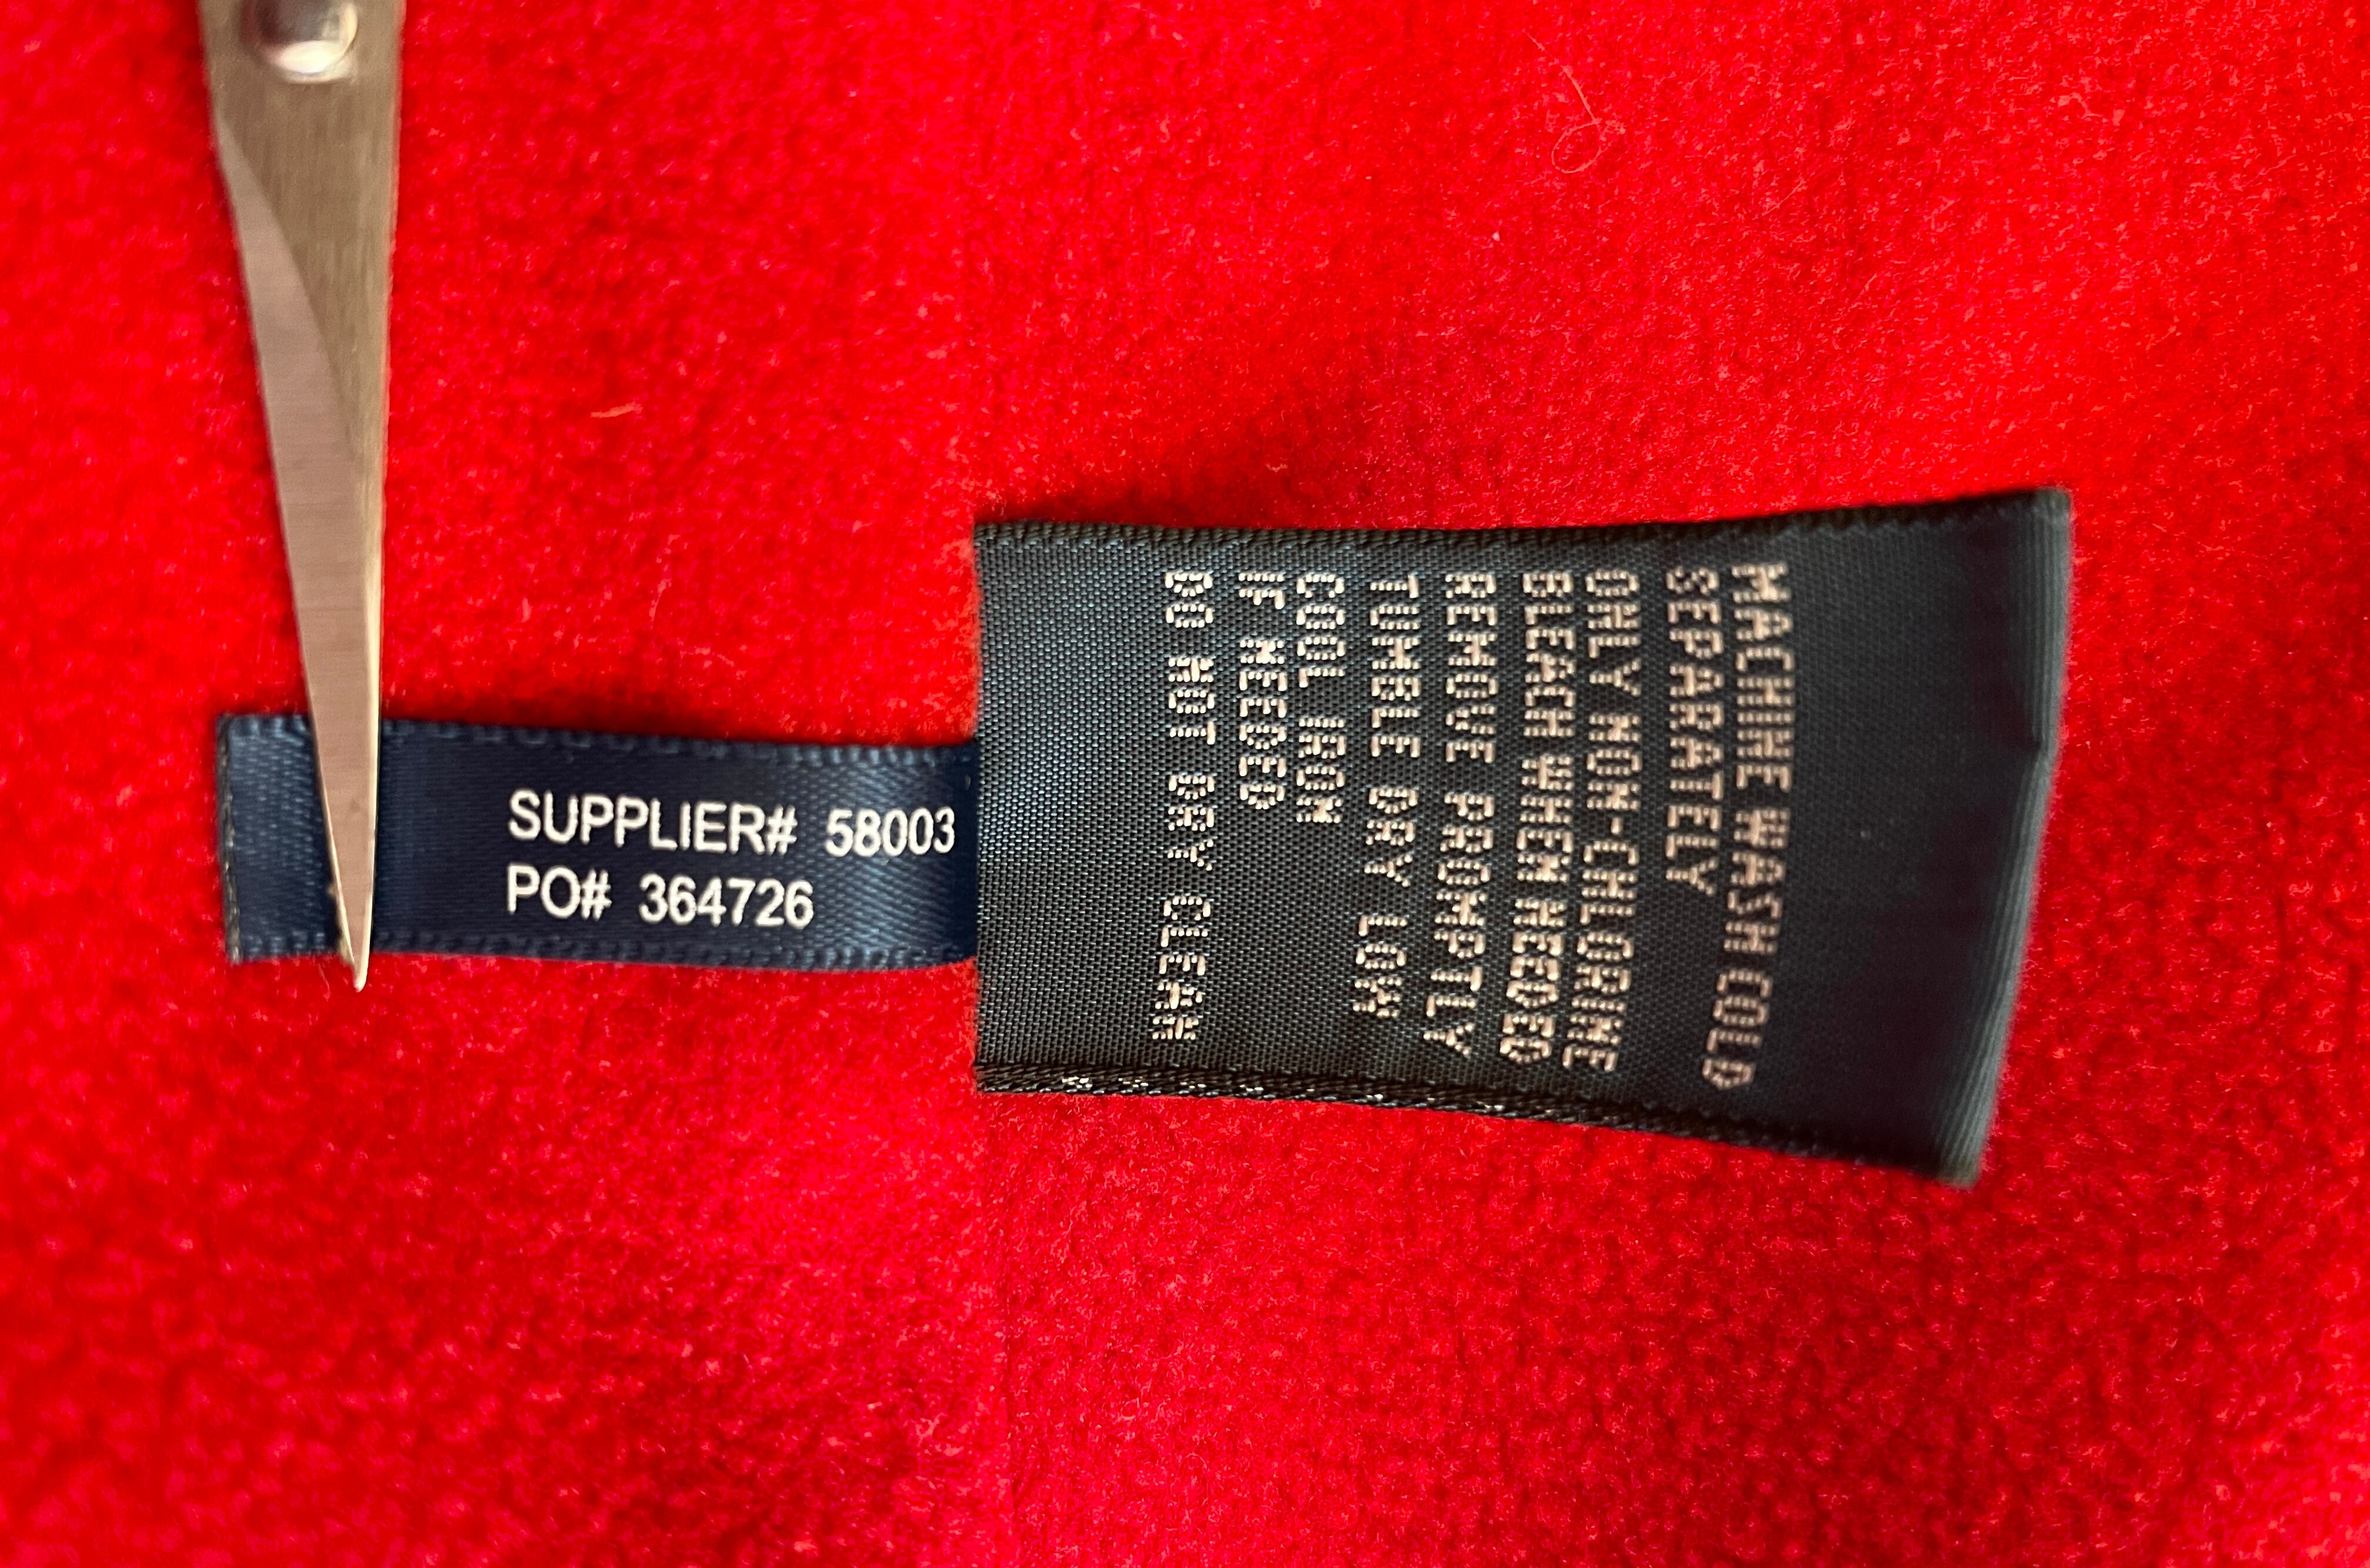 SUPPLIER# 58003
PO# 364726
MACHINE WASH COLD
SEPARATELY
ONLY NON-CHLORINE
BLEACH WHEN NEEDED
REMOVE PROMPTLY
TUMBLE DRY LOW
COOL IRON
IF NEEDED
DO NOT DRY CLEAN